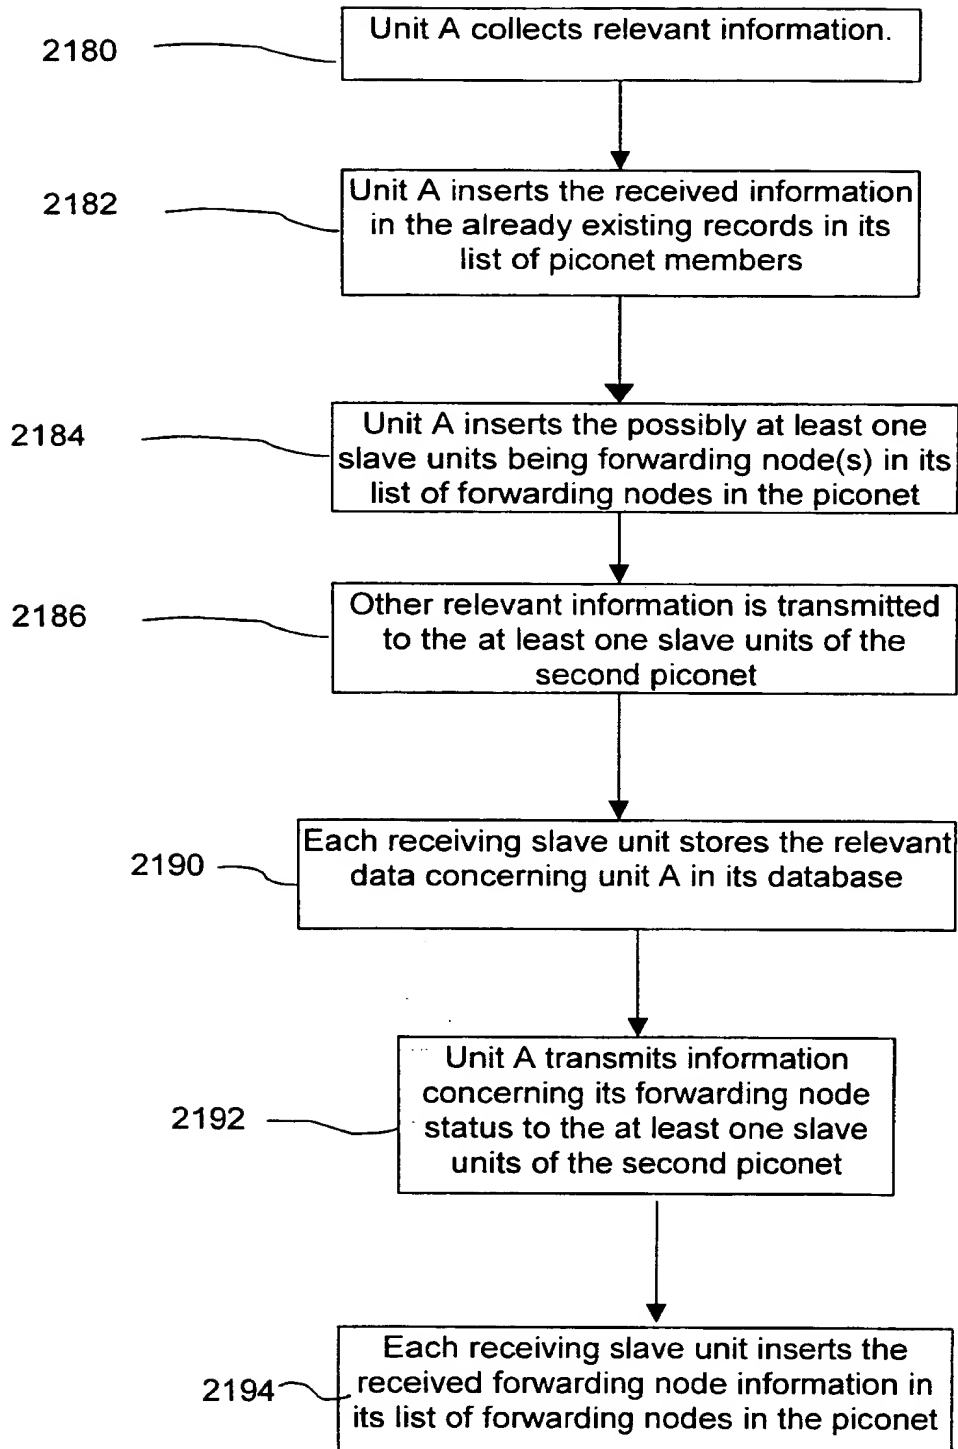 2180
Unit A collects relevant information.
2182
Unit A inserts the received information
in the already existing records in its
list of piconet members
2184
Unit A inserts the possibly at least one
slave units being forwarding node(s) in its
list of forwarding nodes in the piconet
2186
Other relevant information is transmitted
to the at least one slave units of the
second piconet
2190
Each receiving slave unit stores the relevant
data concerning unit A in its database
2192
Unit A transmits information
concerning its forwarding node
status to the at least one slave
units of the second piconet
2194
Each receiving slave unit inserts the
received forwarding node information in
its list of forwarding nodes in the piconet